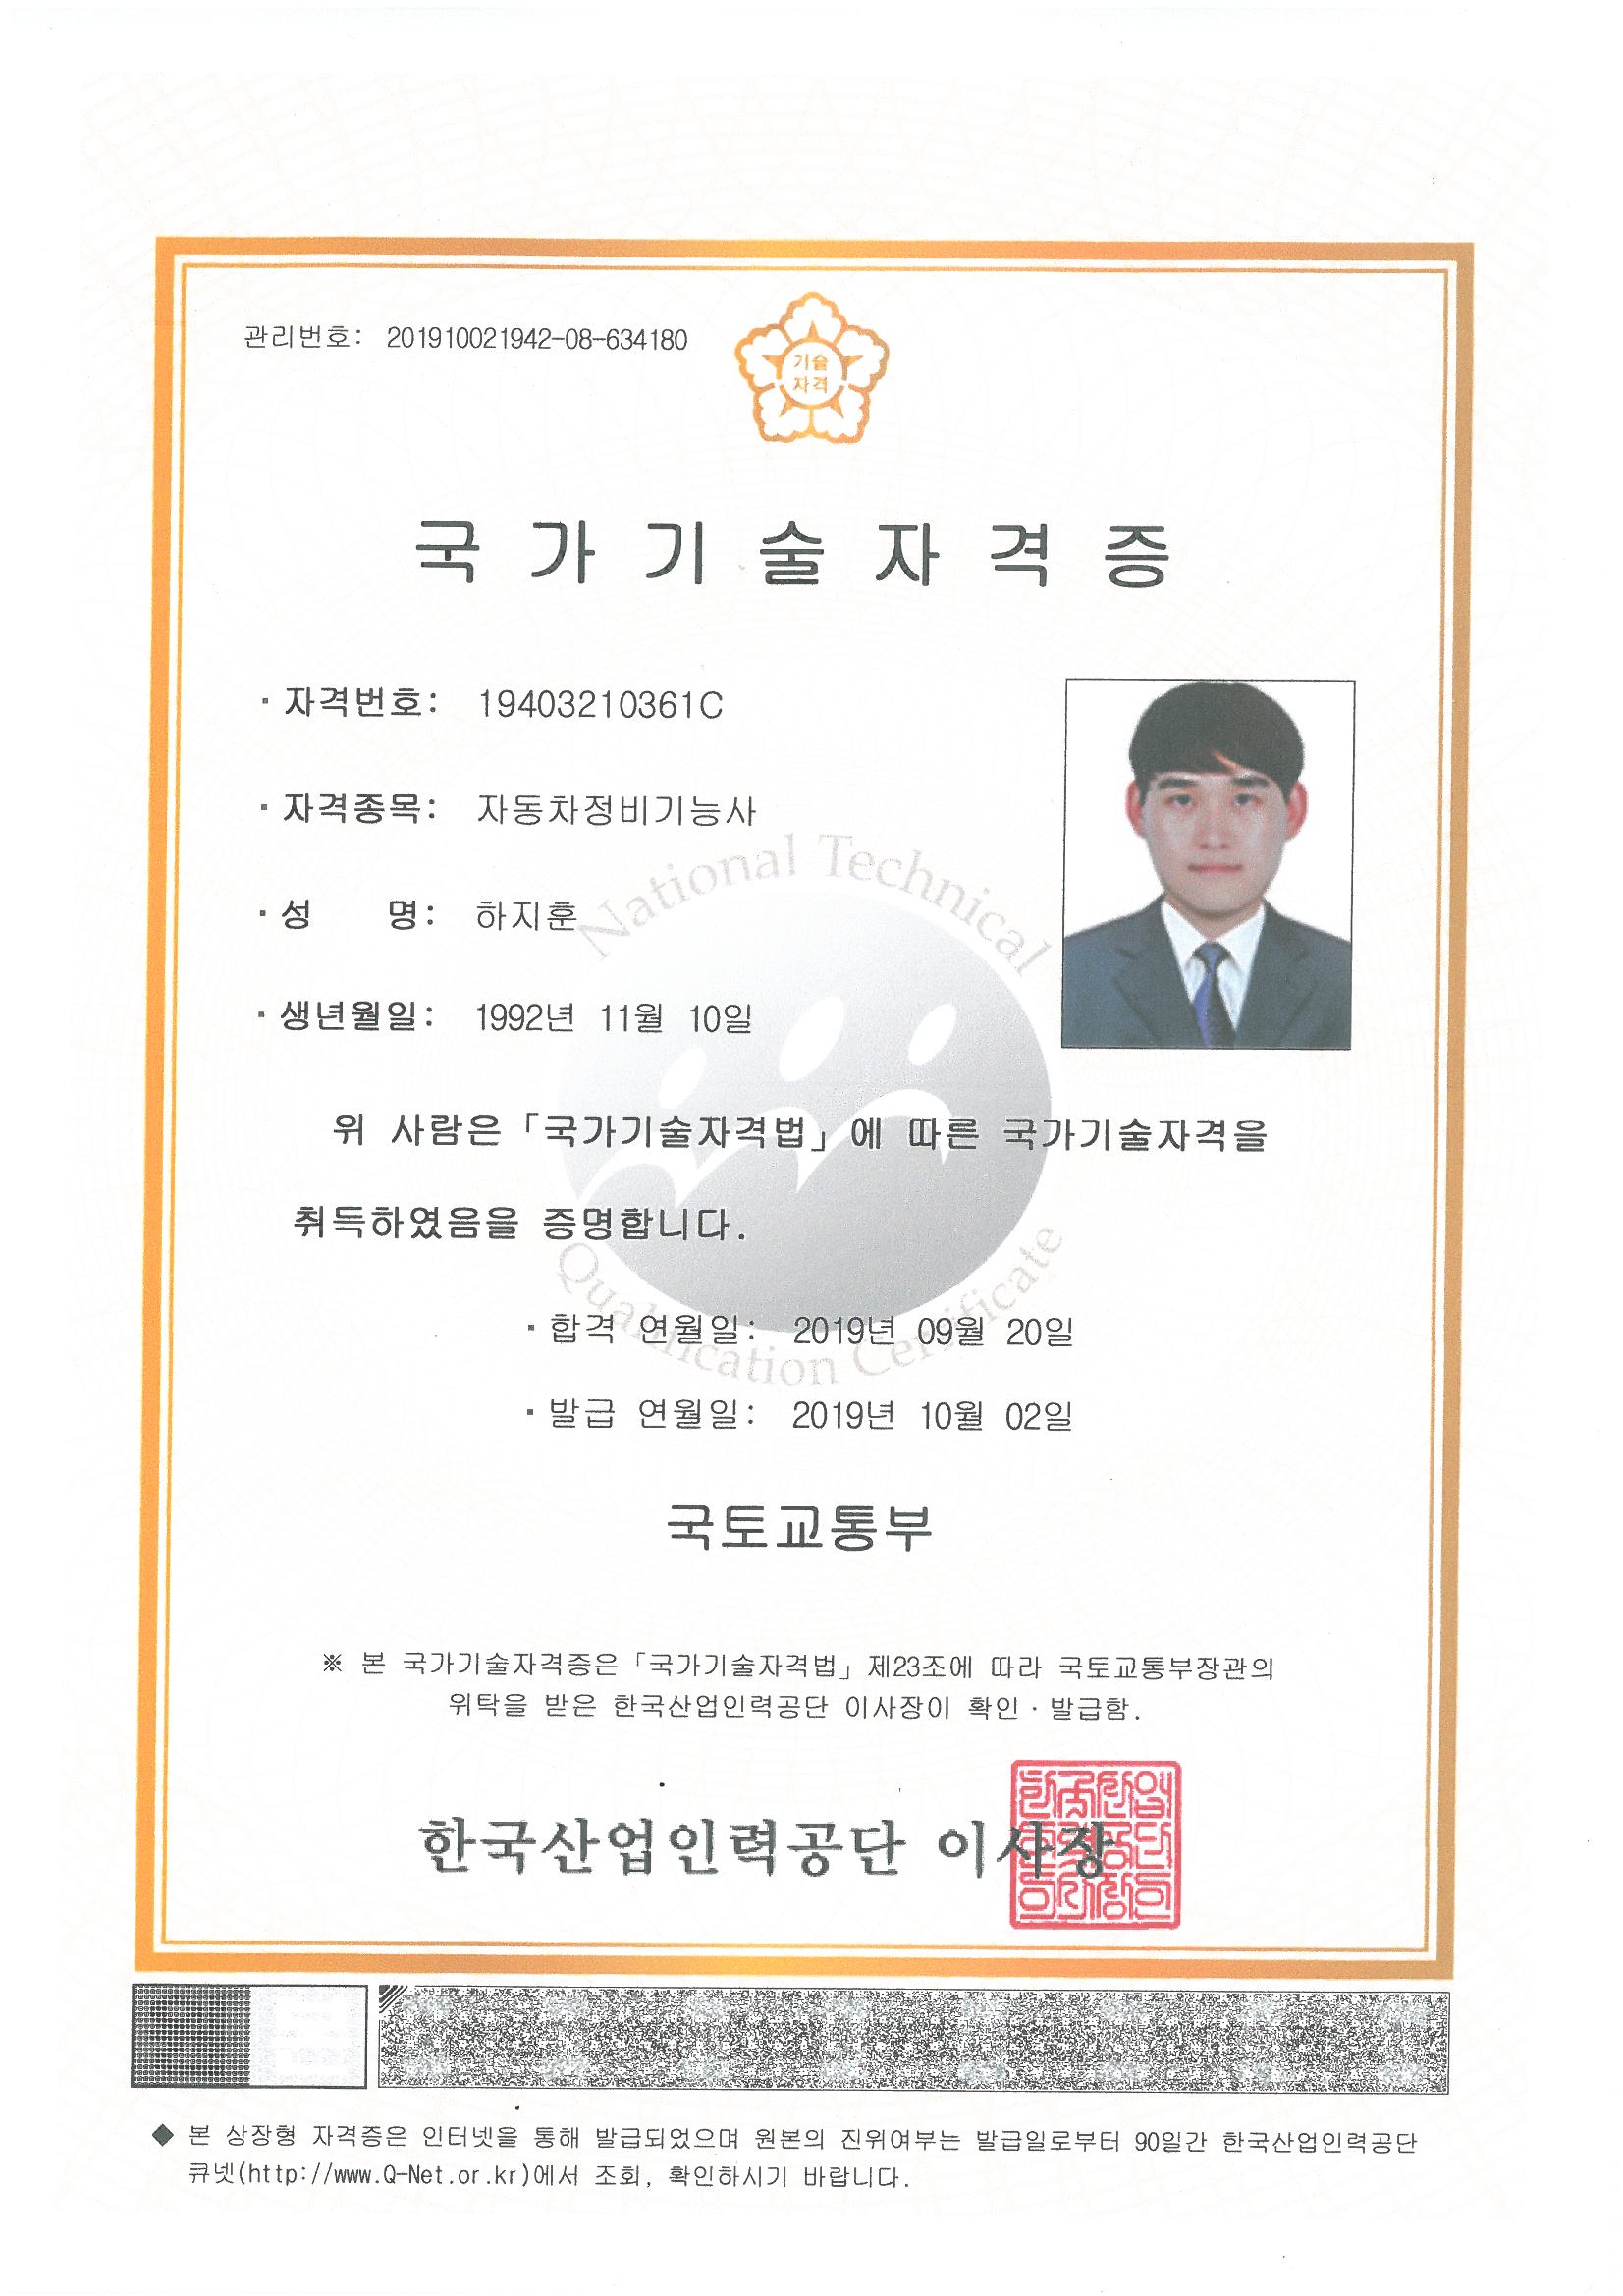 관리번호: 201910021942-08-634180
기술
자격
국가기술자격증
· 자격번호: 19403210361C
· 자격종목: 자동차정비기능사
· 성 명: 하지훈
· 생년월일: 1992년 11월 10일
National Technical
위 사람은 「국가기술자격법」에 따른 국가기술자격을
취득하였음을 증명합니다.
Qualification Certificate
· 합격 연월일: 2019년 09월 20일
· 발급 연월일: 2019년 10월 02일
국토교통부
※ 본 국가기술자격증은 「국가기술자격법」 제23조에 따라 국토교통부장관의
위탁을 받은 한국산업인력공단 이사장이 확인·발급함.
한국산업인력공단 이사장
◆ 본 상장형 자격증은 인터넷을 통해 발급되었으며 원본의 진위여부는 발급일로부터 90일간 한국산업인력공단
큐넷(http://www.Q-Net.or.kr)에서 조회, 확인하시기 바랍니다.